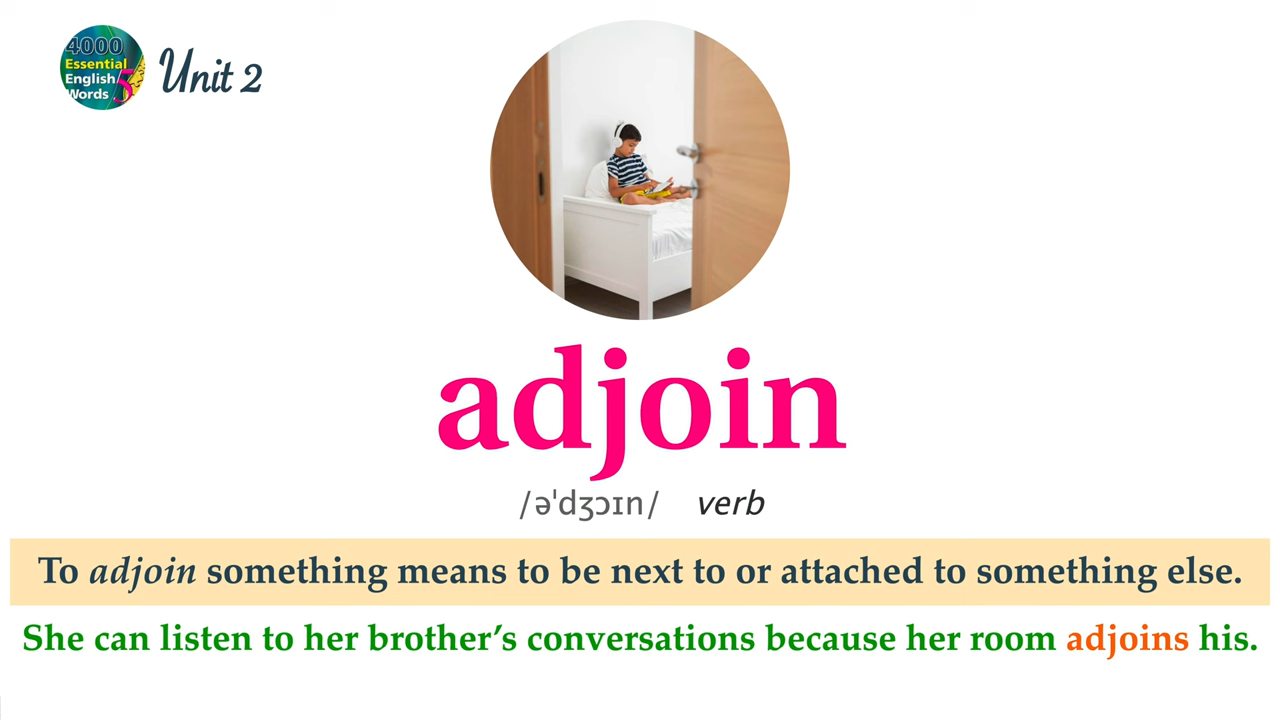 4000
Essential
English
Words 5
Unit 2
adjoin
/ə'dʒɔɪn/ verb
To adjoin something means to be next to or attached to something else.
She can listen to her brother’s conversations because her room adjoins his.